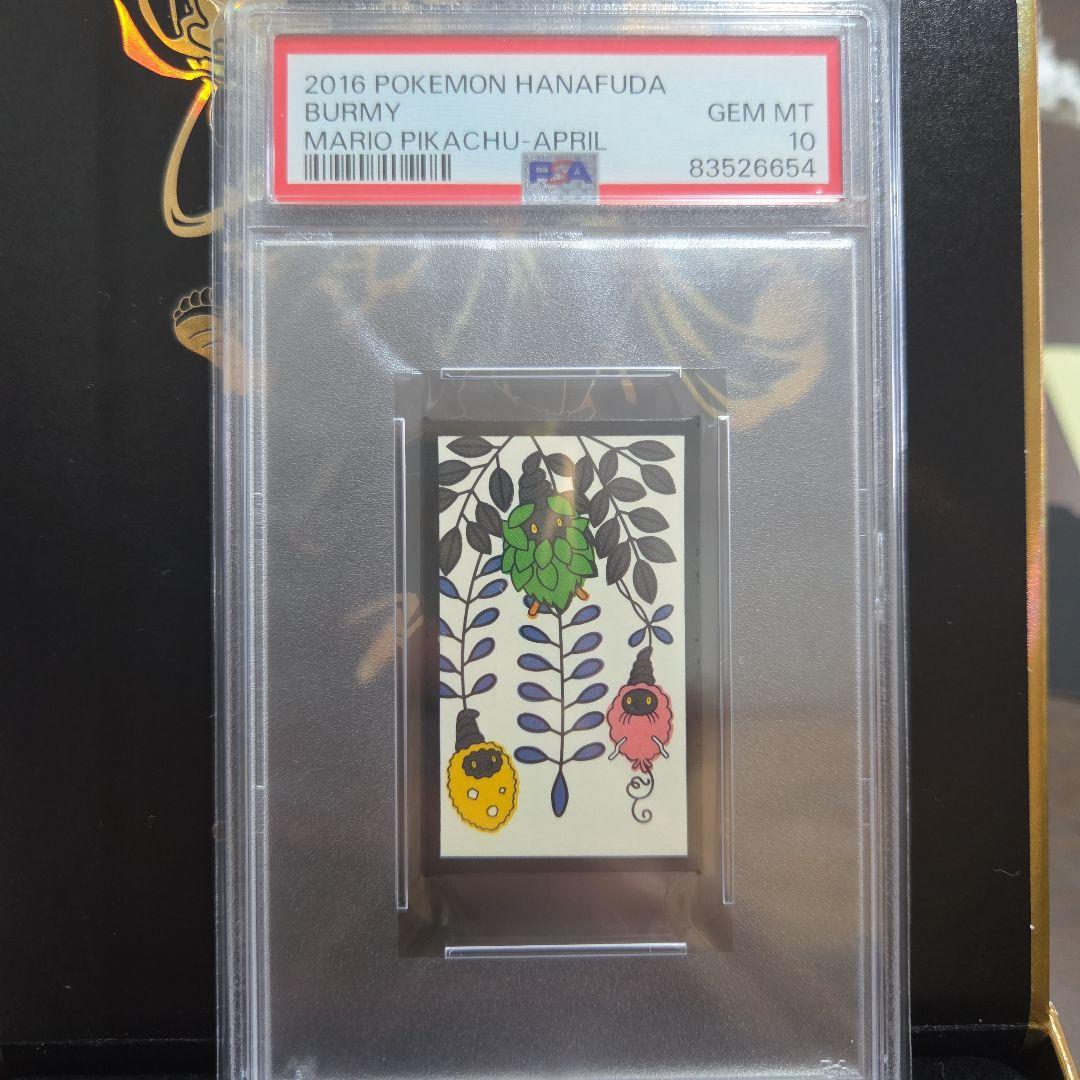 2016 POKEMON HANAFUDA
BURMY GEM MT
MARIO PIKACHU-APRIL 10
PSA 83526654